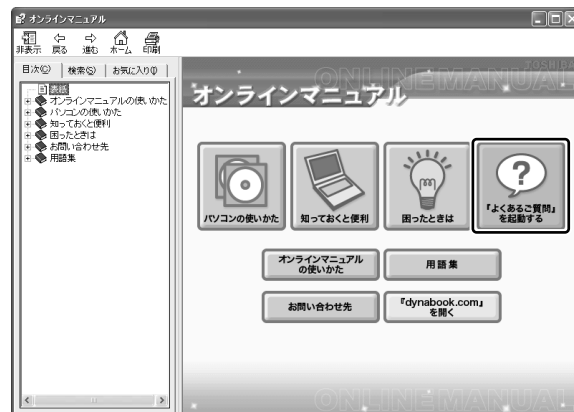 オンラインマニュアル
非表示 戻る 進む ホーム 印刷
目次(C) 検索(S) お気に入り(I)
表紙
オンラインマニュアルの使いかた
パソコンの使いかた
知っておくと便利
困ったときは
お問い合わせ先
用語集
TOSHIBA
ONLINE MANUAL
オンラインマニュアル
パソコンの使いかた
知っておくと便利
困ったときは
?
『よくあるご質問』
を起動する
オンラインマニュアル
の使いかた
用語集
お問い合わせ先
『dynabook.com』
を開く
ONLINE MANUAL